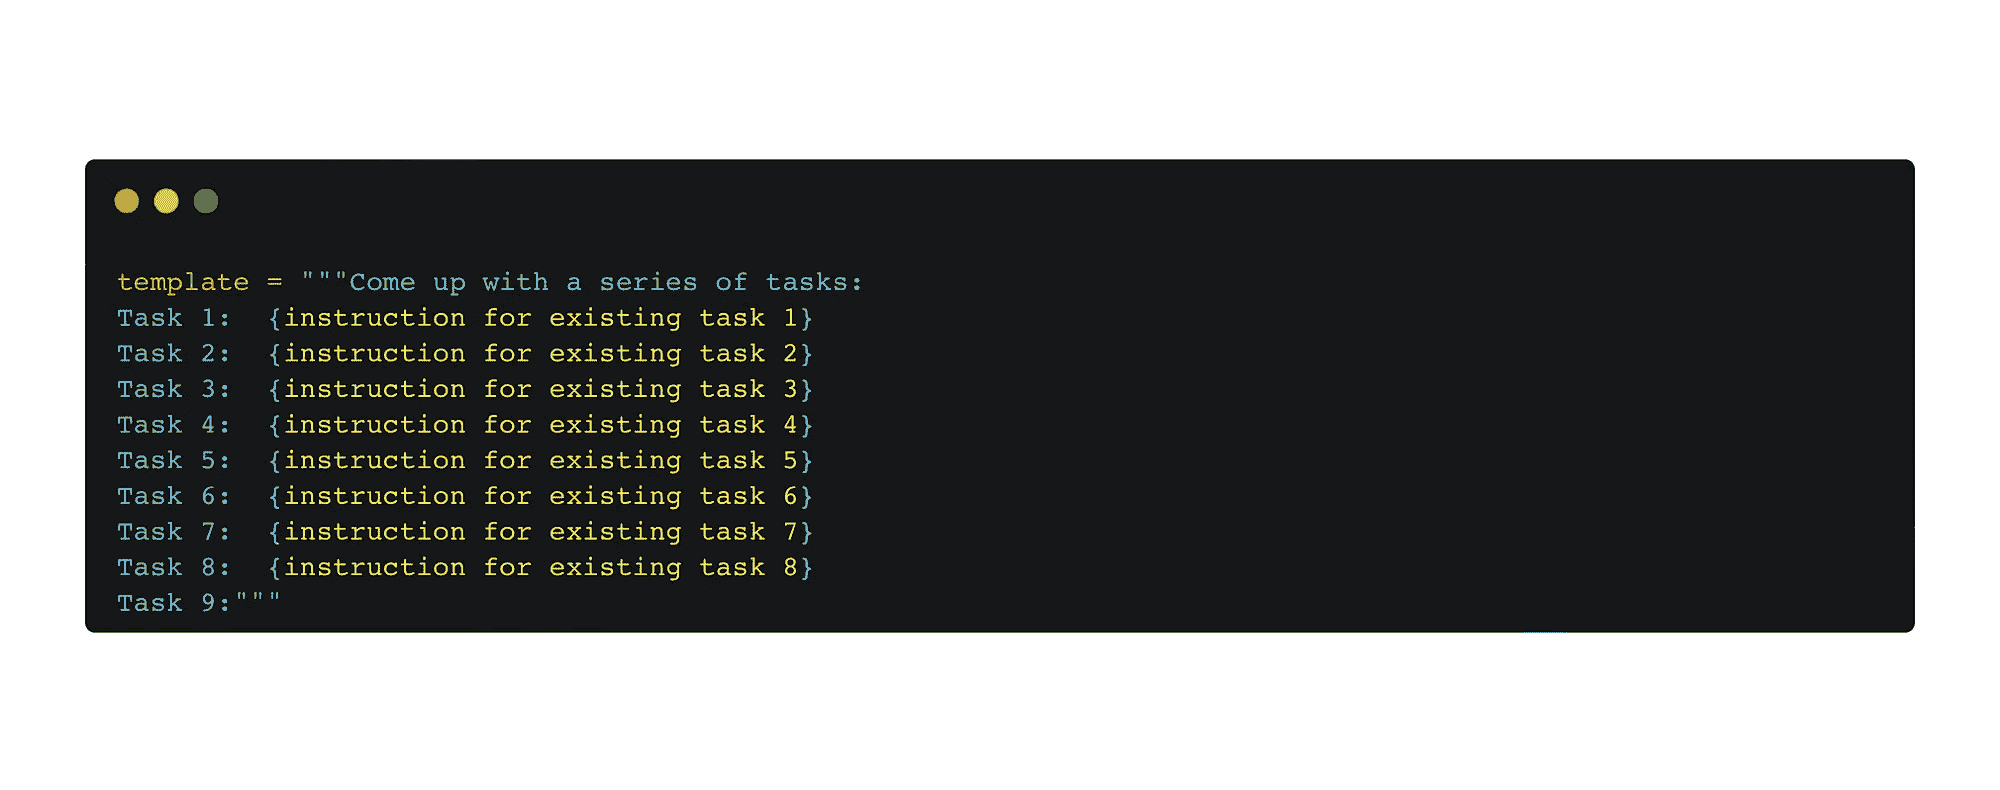 template = """Come up with a series of tasks:
Task 1:  {instruction for existing task 1}
Task 2:  {instruction for existing task 2}
Task 3:  {instruction for existing task 3}
Task 4:  {instruction for existing task 4}
Task 5:  {instruction for existing task 5}
Task 6:  {instruction for existing task 6}
Task 7:  {instruction for existing task 7}
Task 8:  {instruction for existing task 8}
Task 9:"""